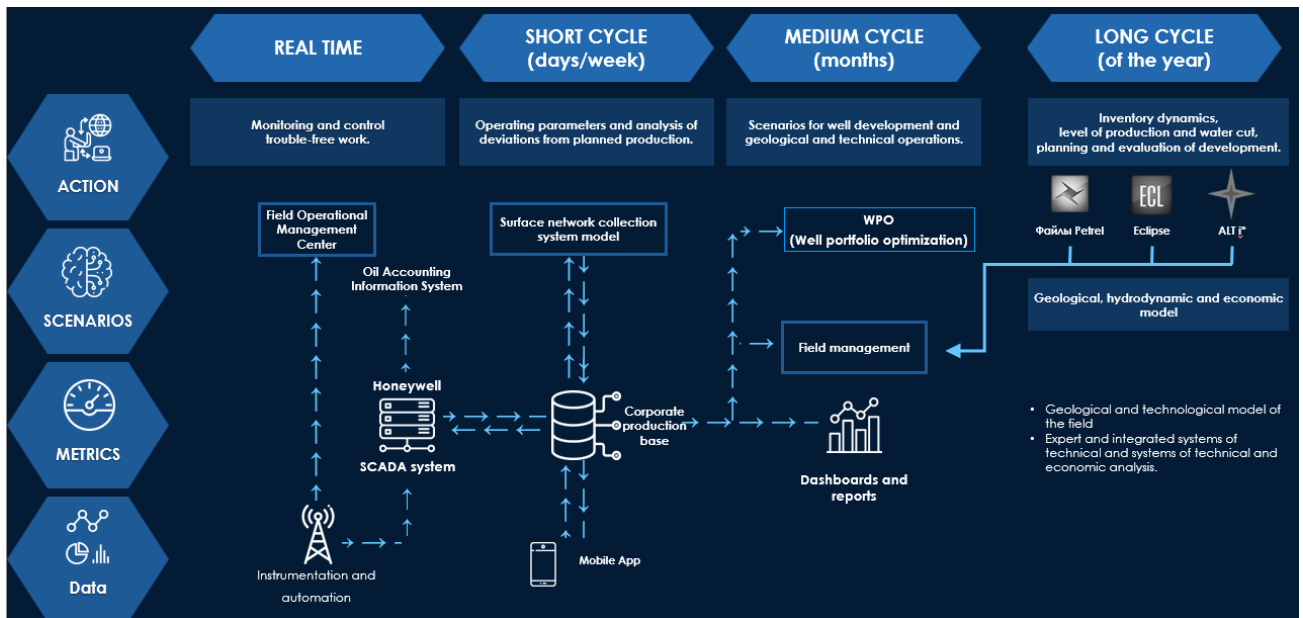 REAL TIME
SHORT CYCLE
(days/week)
MEDIUM CYCLE
(months)
LONG CYCLE
(of the year)
ACTION
SCENARIOS
METRICS
Data
Monitoring and control
trouble-free work.
Operating parameters and analysis of
deviations from planned production.
Scenarios for well development and
geological and technical operations.
Inventory dynamics,
level of production and water cut,
planning and evaluation of development.
Field Operational
Management
Center
Oil Accounting
Information System
Surface network collection
system model
WPO
(Well portfolio optimization)
ECL
Файлы Petrel
Eclipse
ALT
Geological, hydrodynamic and economic
model
Field management
Honeywell
SCADA system
Corporate
production
base
Dashboards and
reports
Instrumentation and
automation
Mobile App
• Geological and technological model of
the field
• Expert and integrated systems of
technical and systems of technical and
economic analysis.